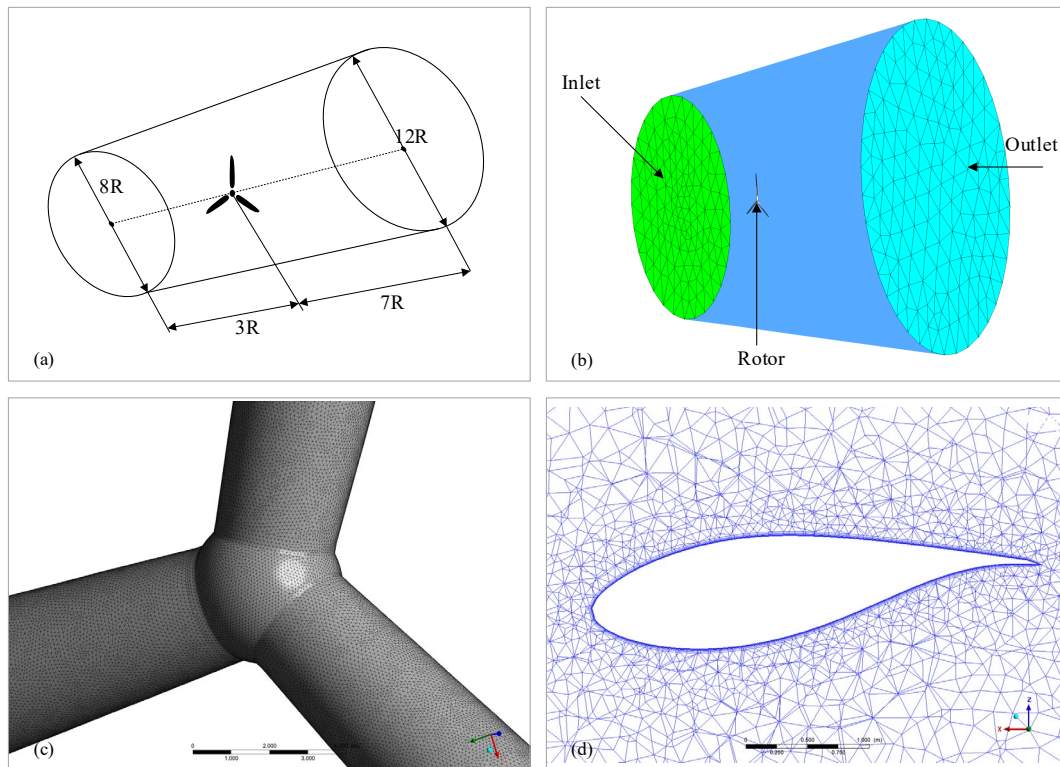 12R
8R
7R
3R
(a)
Inlet
Outlet
Rotor
(b)
(c)
0
2.000
(m)
1.000
3.000
(d)
0
0.500
1.000 (m)
0.250
0.750
Z
X